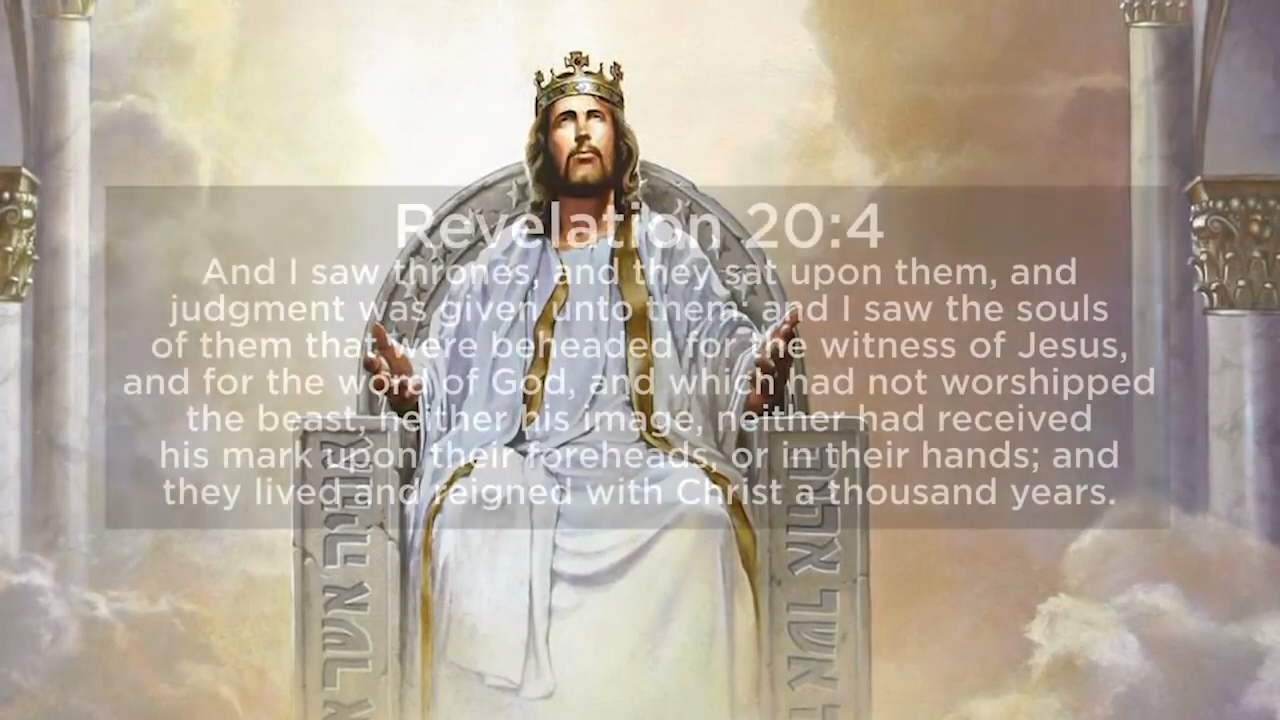 Revelation 20:4
And I saw thrones, and they sat upon them, and
judgment was given unto them: and I saw the souls
of them that were beheaded for the witness of Jesus,
and for the word of God, and which had not worshipped
the beast, neither his image, neither had received
his mark upon their foreheads, or in their hands; and
they lived and reigned with Christ a thousand years.
אהיה אשר א